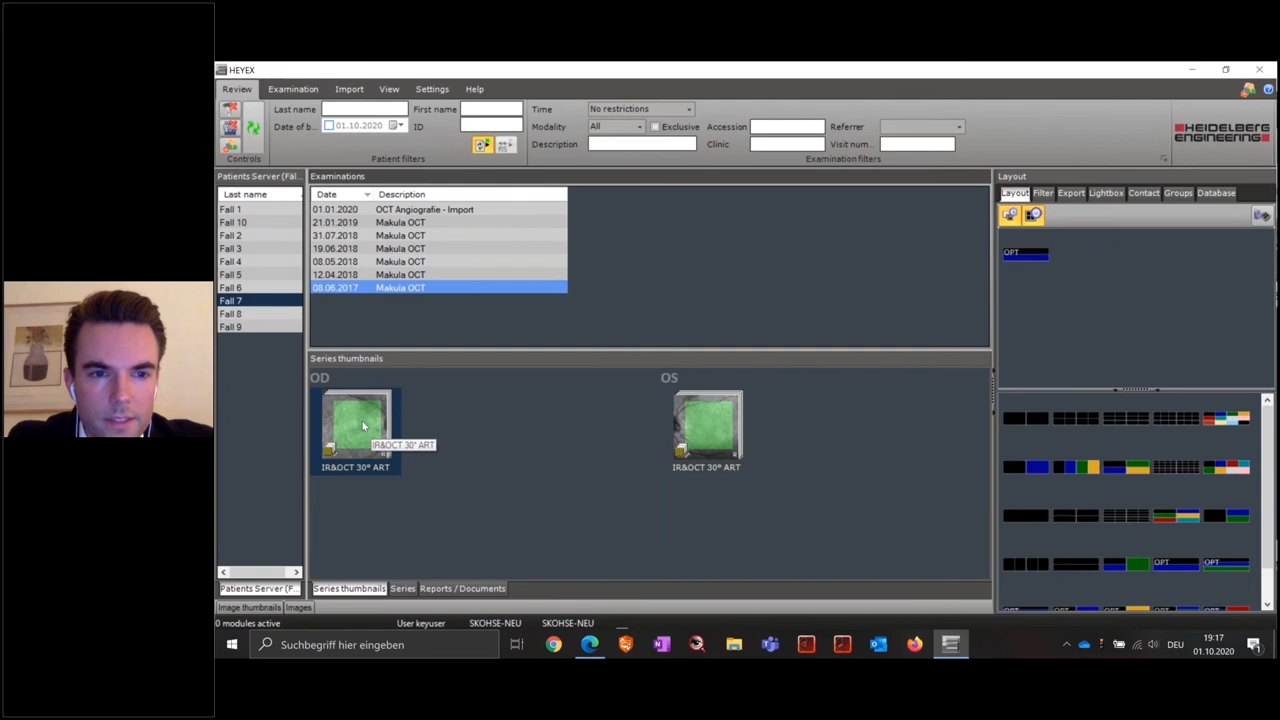 HEYEX
Review Examination Import View Settings Help
Last name First name Time No restrictions
Date of b... 01.10.2020 ID Modality All Exclusive Accession Referrer
Description Clinic Visit num...
Controls Patient filters Examination filters
HEIDELBERG
ENGINEERING
Patients Server (Fäl... Examinations Layout
Last name Date Description Layout Filter Export Lightbox Contact Groups Database
Fall 1 01.01.2020 OCT Angiografie - Import
Fall 10 21.01.2019 Makula OCT
Fall 2 31.07.2018 Makula OCT
Fall 3 19.06.2018 Makula OCT
Fall 4 08.05.2018 Makula OCT
Fall 5 12.04.2018 Makula OCT
Fall 6 08.06.2017 Makula OCT
Fall 7
Fall 8
Fall 9
OPT
Series thumbnails
OD OS
IR&OCT 30° ART
IR&OCT 30° ART IR&OCT 30° ART
OPT OPT
Patients Server (F... Series thumbnails Series Reports / Documents
Image thumbnails Images
0 modules active User keyuser SKOHSE-NEU SKOHSE-NEU
Suchbegriff hier eingeben DEU 19:17
01.10.2020